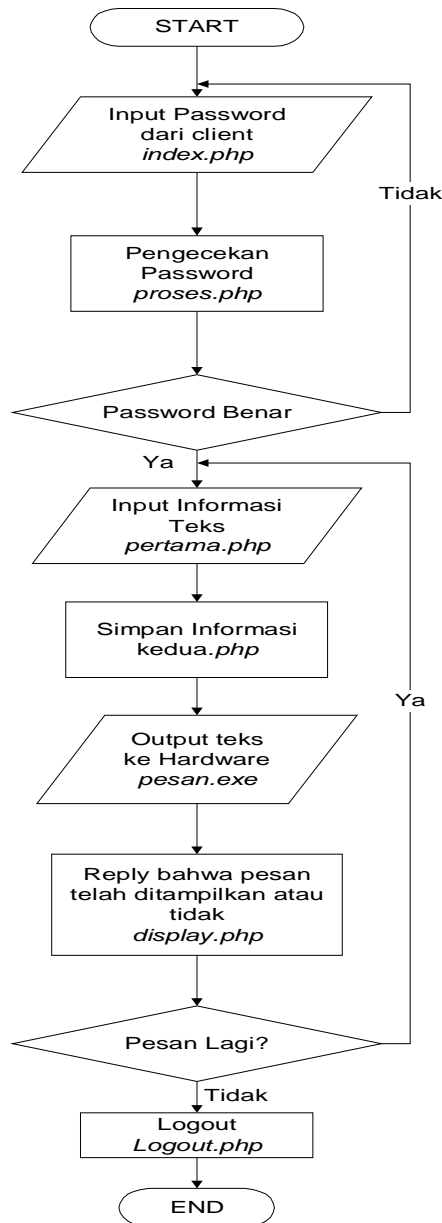 START
Input Password
dari client
index.php
Tidak
Pengecekan
Password
proses.php
Password Benar
Ya
Input Informasi
Teks
pertama.php
Simpan Informasi
kedua.php
Ya
Output teks
ke Hardware
pesan.exe
Reply bahwa pesan
telah ditampilkan atau
tidak
display.php
Pesan Lagi?
Tidak
Logout
Logout.php
END